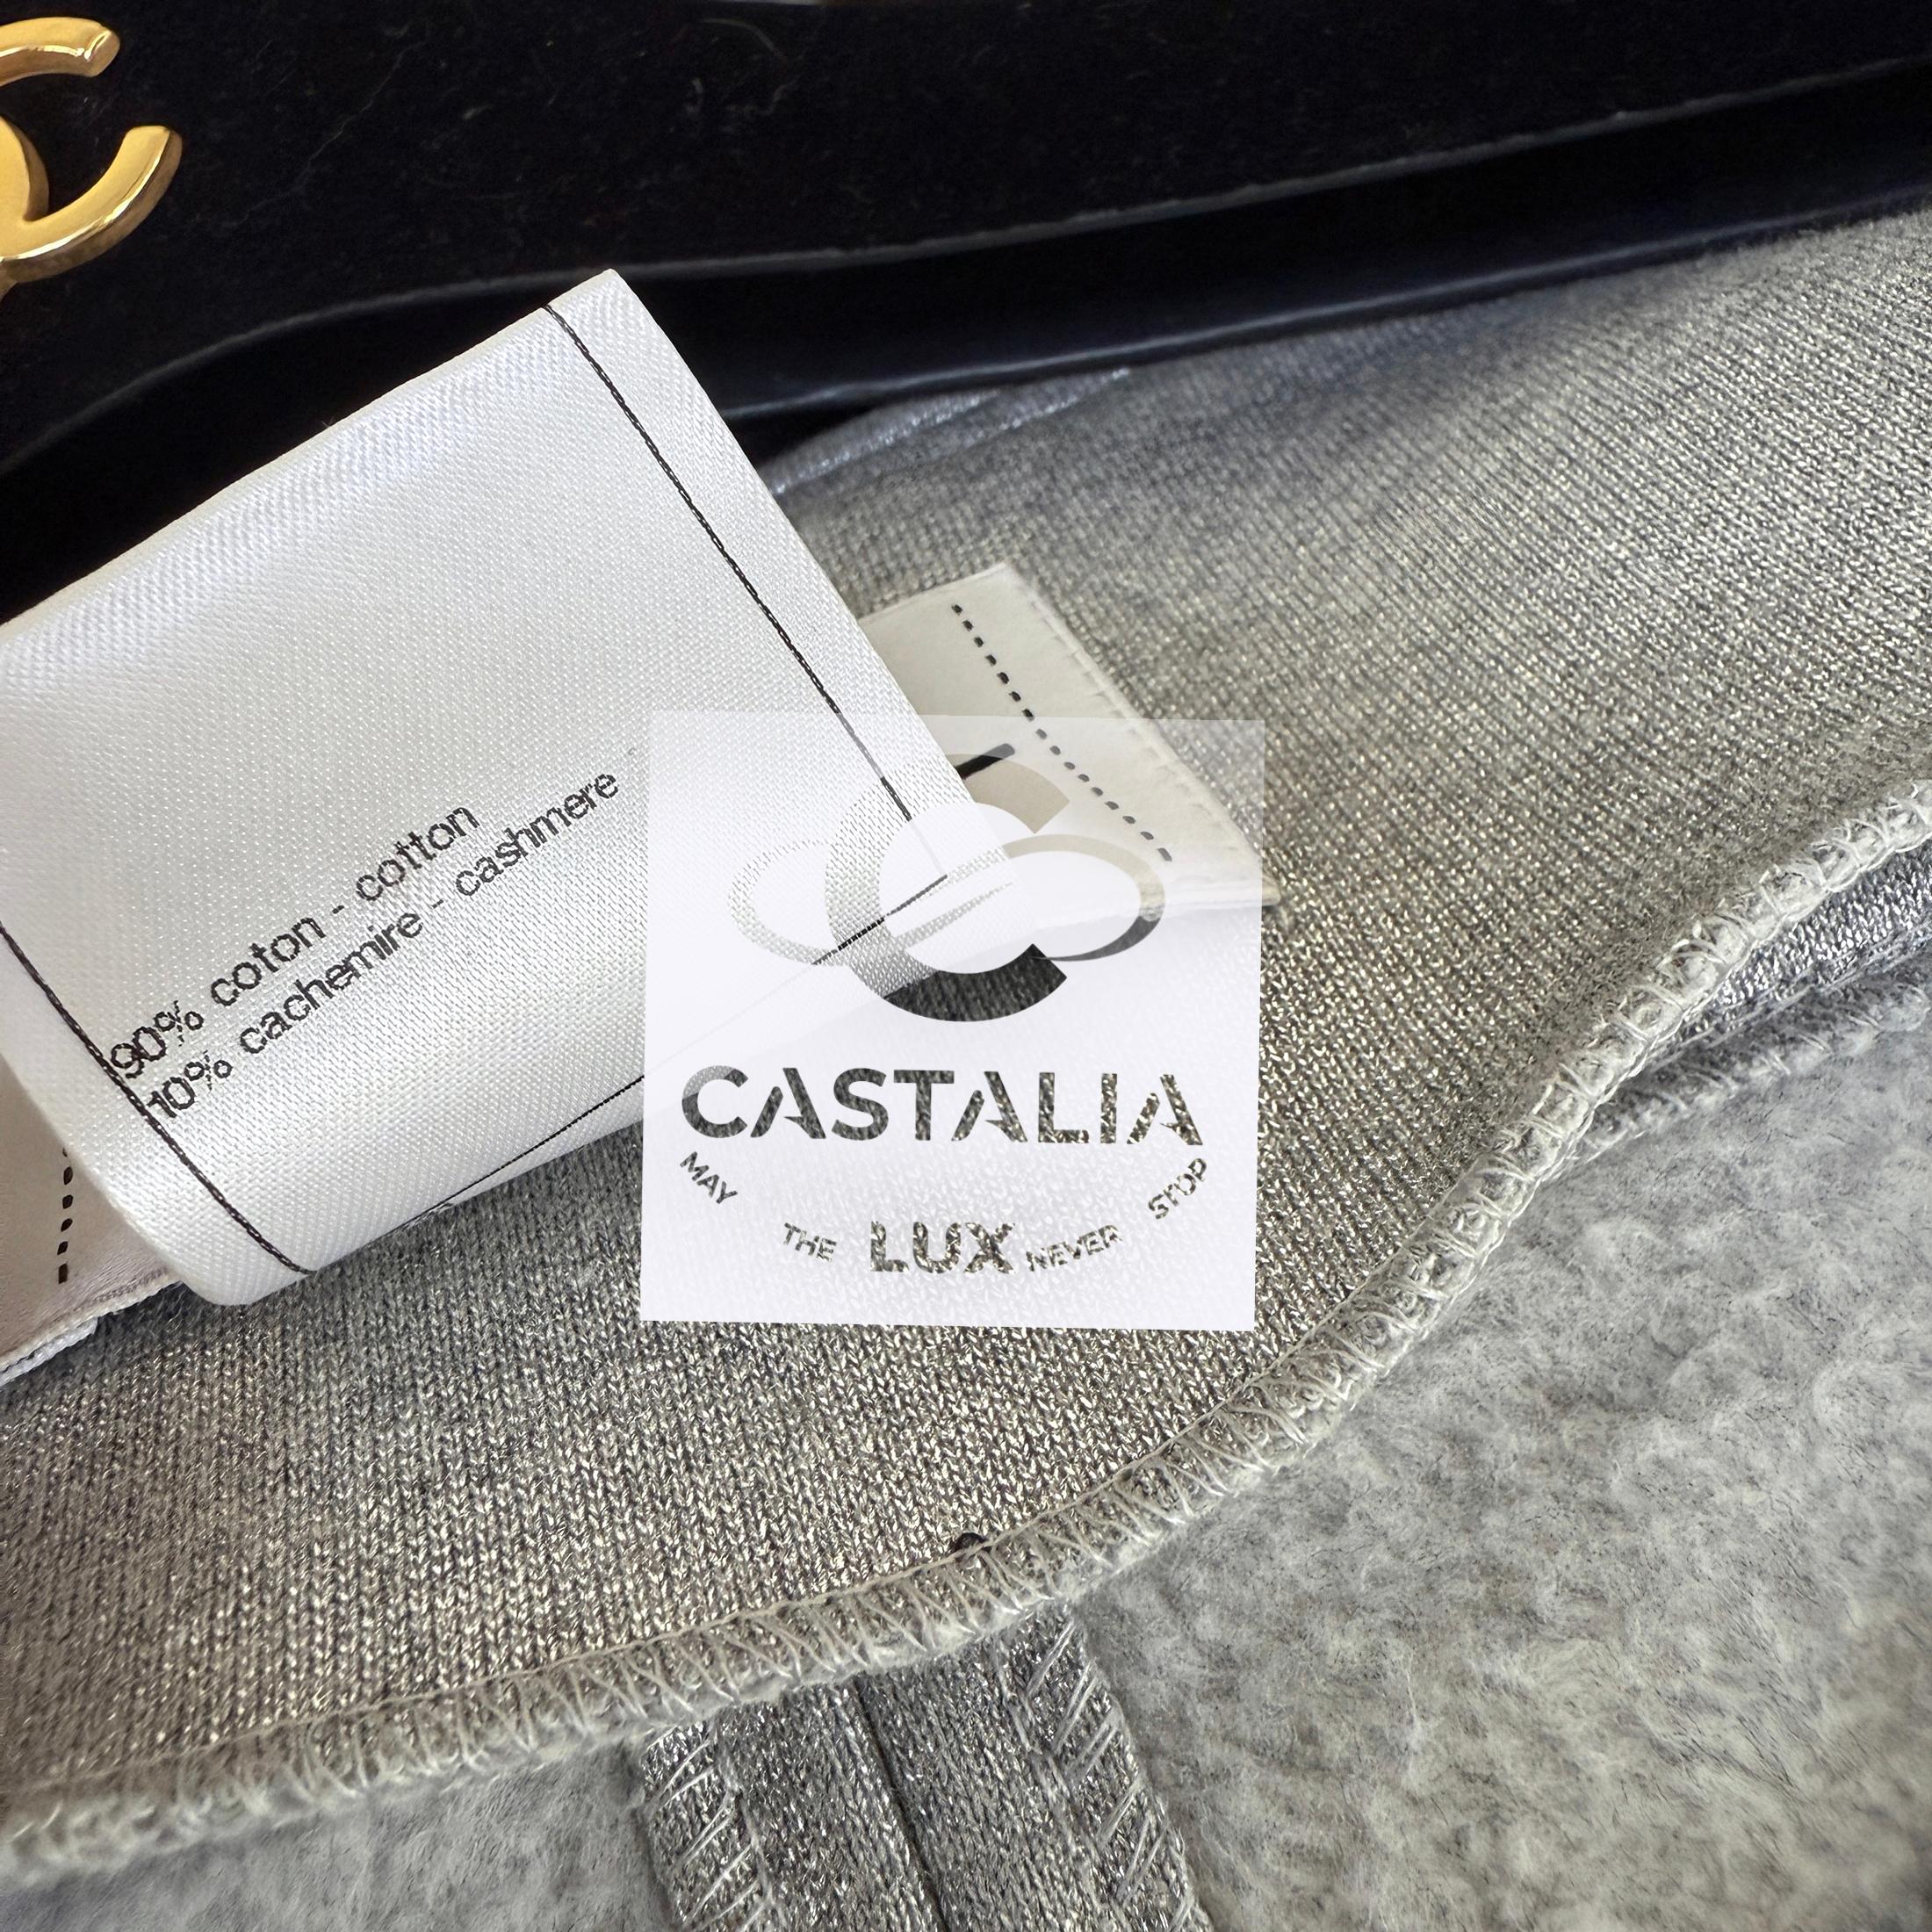 90% coton - cotton
10% cachemire - cashmere
CASTALIA
MAY THE LUX NEVER STOP